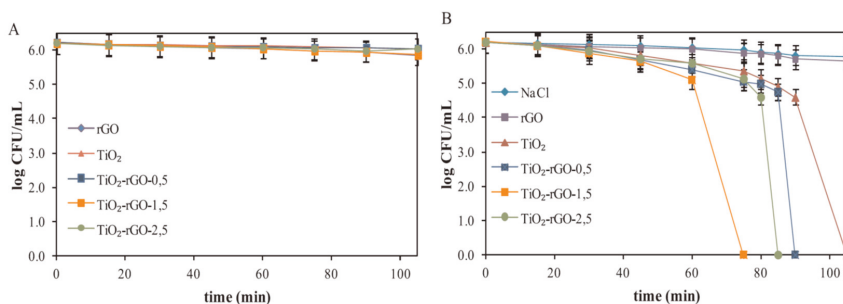 A
log CFU/mL
6.0
5.0
4.0
3.0
2.0
1.0
0.0
rGO
TiO₂
TiO₂-rGO-0,5
TiO₂-rGO-1,5
TiO₂-rGO-2,5
0 20 40 60 80 100
time (min)
B
log CFU/mL
6.0
5.0
4.0
3.0
2.0
1.0
0.0
NaCl
rGO
TiO₂
TiO₂-rGO-0,5
TiO₂-rGO-1,5
TiO₂-rGO-2,5
0 20 40 60 80 100
time (min)